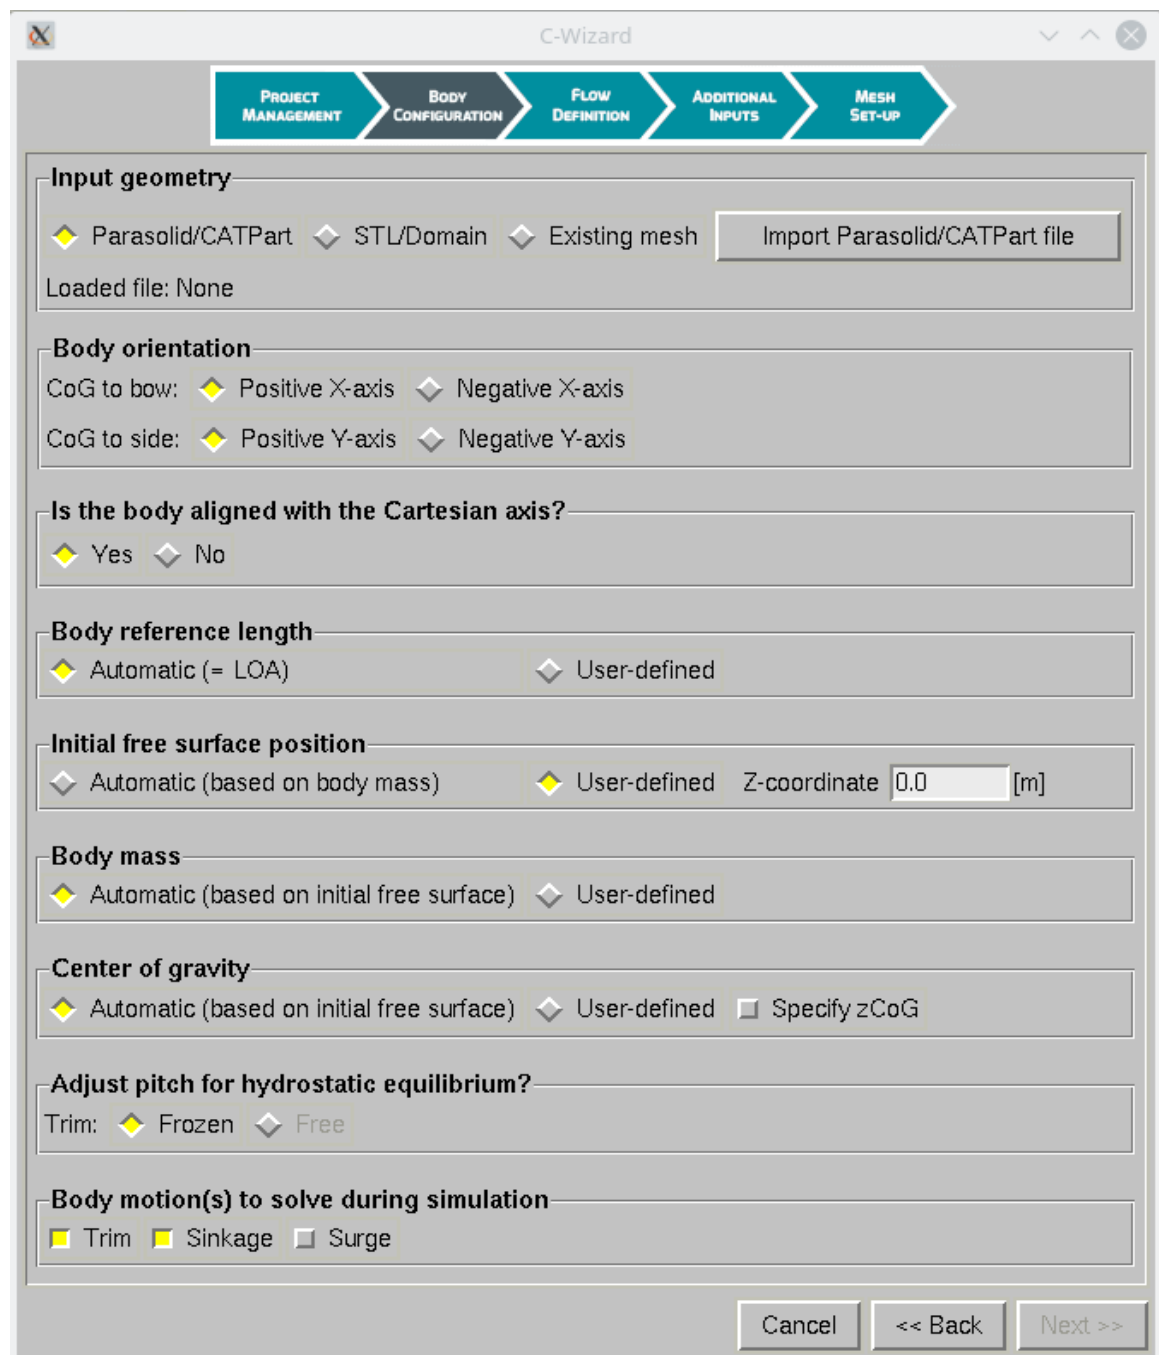 C-Wizard
PROJECT MANAGEMENT
BODY CONFIGURATION
FLOW DEFINITION
ADDITIONAL INPUTS
MESH SET-UP
Input geometry
Parasolid/CATPart STL/Domain Existing mesh Import Parasolid/CATPart file
Loaded file: None
Body orientation
CoG to bow: Positive X-axis Negative X-axis
CoG to side: Positive Y-axis Negative Y-axis
Is the body aligned with the Cartesian axis?
Yes No
Body reference length
Automatic (= LOA) User-defined
Initial free surface position
Automatic (based on body mass) User-defined Z-coordinate 0.0 [m]
Body mass
Automatic (based on initial free surface) User-defined
Center of gravity
Automatic (based on initial free surface) User-defined Specify zCoG
Adjust pitch for hydrostatic equilibrium?
Trim: Frozen Free
Body motion(s) to solve during simulation
Trim Sinkage Surge
Cancel << Back Next >>